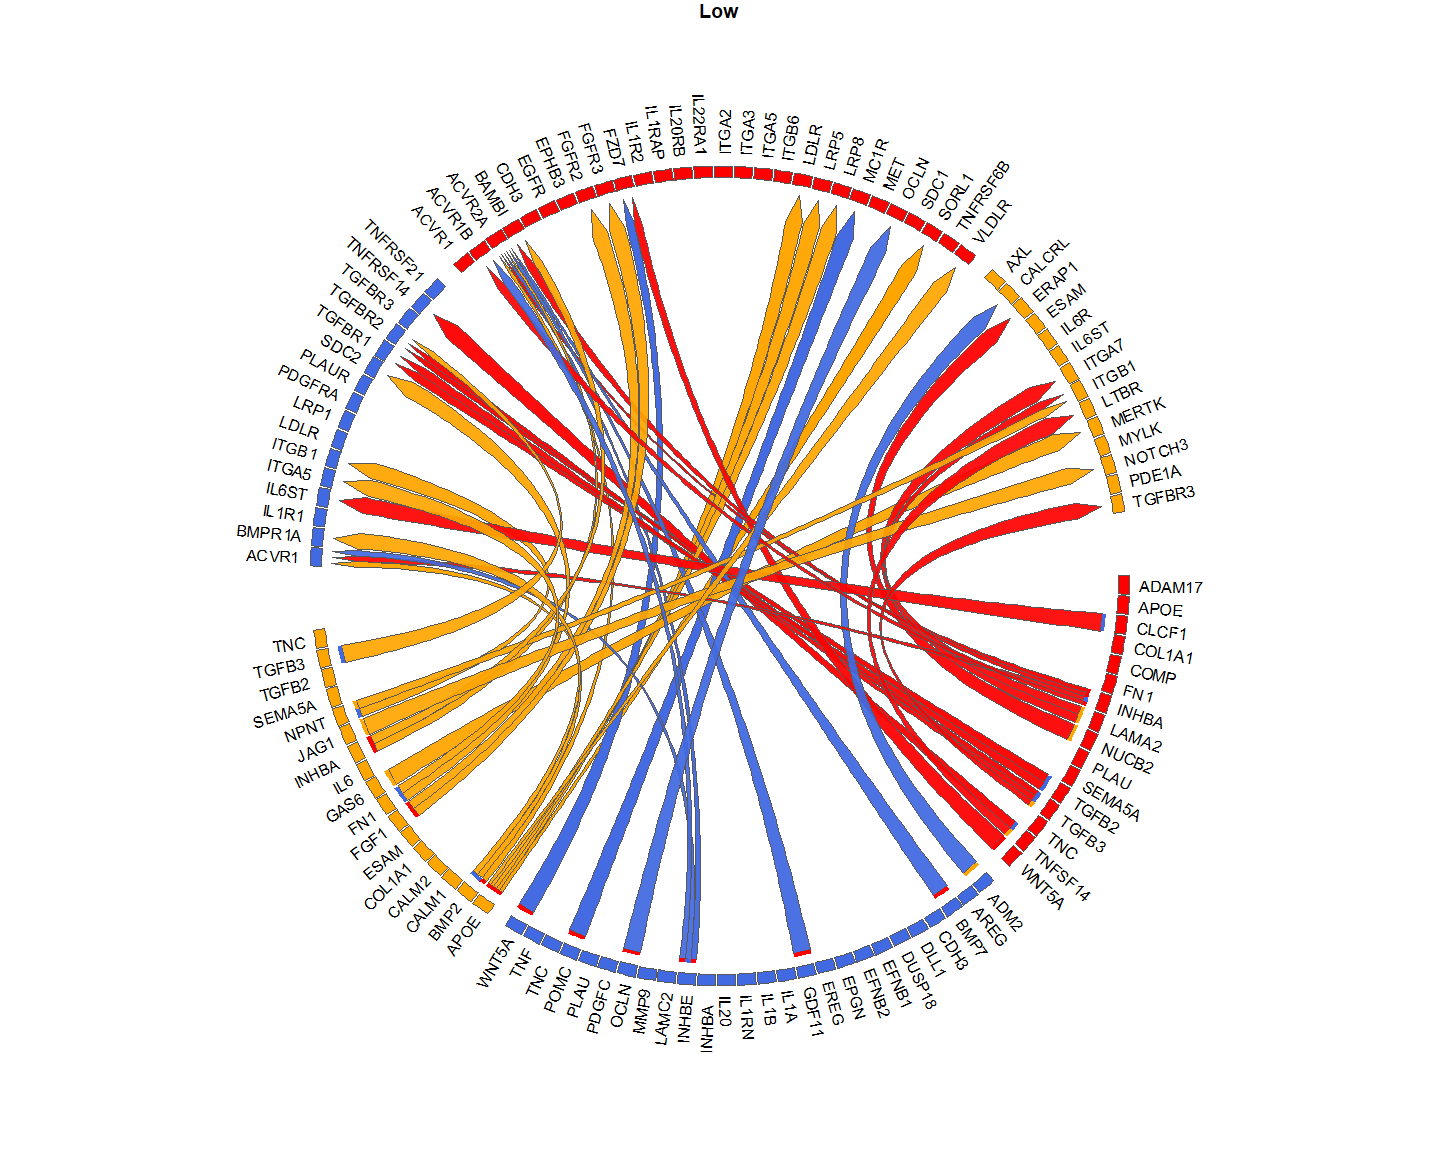 Low
ACVR1
ACVR1B
ACVR2A
BAMBI
CDH3
EGFR
EPHB3
FGFR2
FGFR3
FZD7
IL1R2
IL1RAP
IL20RB
IL22RA1
ITGA2
ITGA3
ITGA5
ITGB6
LDLR
LRP5
LRP8
MC1R
MET
OCLN
SDC1
SORL1
TNFRSF6B
VLDLR
AXL
CALCRL
ERAP1
ESAM
IL6R
IL6ST
ITGA7
ITGB1
LTBR
MERTK
MYLK
NOTCH3
PDE1A
TGFBR3
ADAM17
APOE
CLCF1
COL1A1
COMP
FN1
INHBA
LAMA2
NUCB2
PLAU
SEMA5A
TGFB2
TGFB3
TNC
TNFSF14
WNT5A
ADM2
AREG
BMP7
CDH3
DLL1
DUSP18
EFNB1
EFNB2
EPGN
EREG
GDF11
IL1A
IL1B
IL1RN
IL20
INHBA
INHBE
LAMC2
MMP9
OCLN
PDGFC
PLAU
POMC
TNC
TNF
WNT5A
APOE
BMP2
CALM1
CALM2
COL1A1
ESAM
FGF1
FN1
GAS6
IL6
INHBA
JAG1
NPNT
SEMA5A
TGFB2
TGFB3
TNC
ACVR1
BMPR1A
IL1R1
IL6ST
ITGA5
ITGB1
LDLR
LRP1
PDGFRA
PLAUR
SDC2
TGFBR1
TGFBR2
TGFBR3
TNFRSF14
TNFRSF21